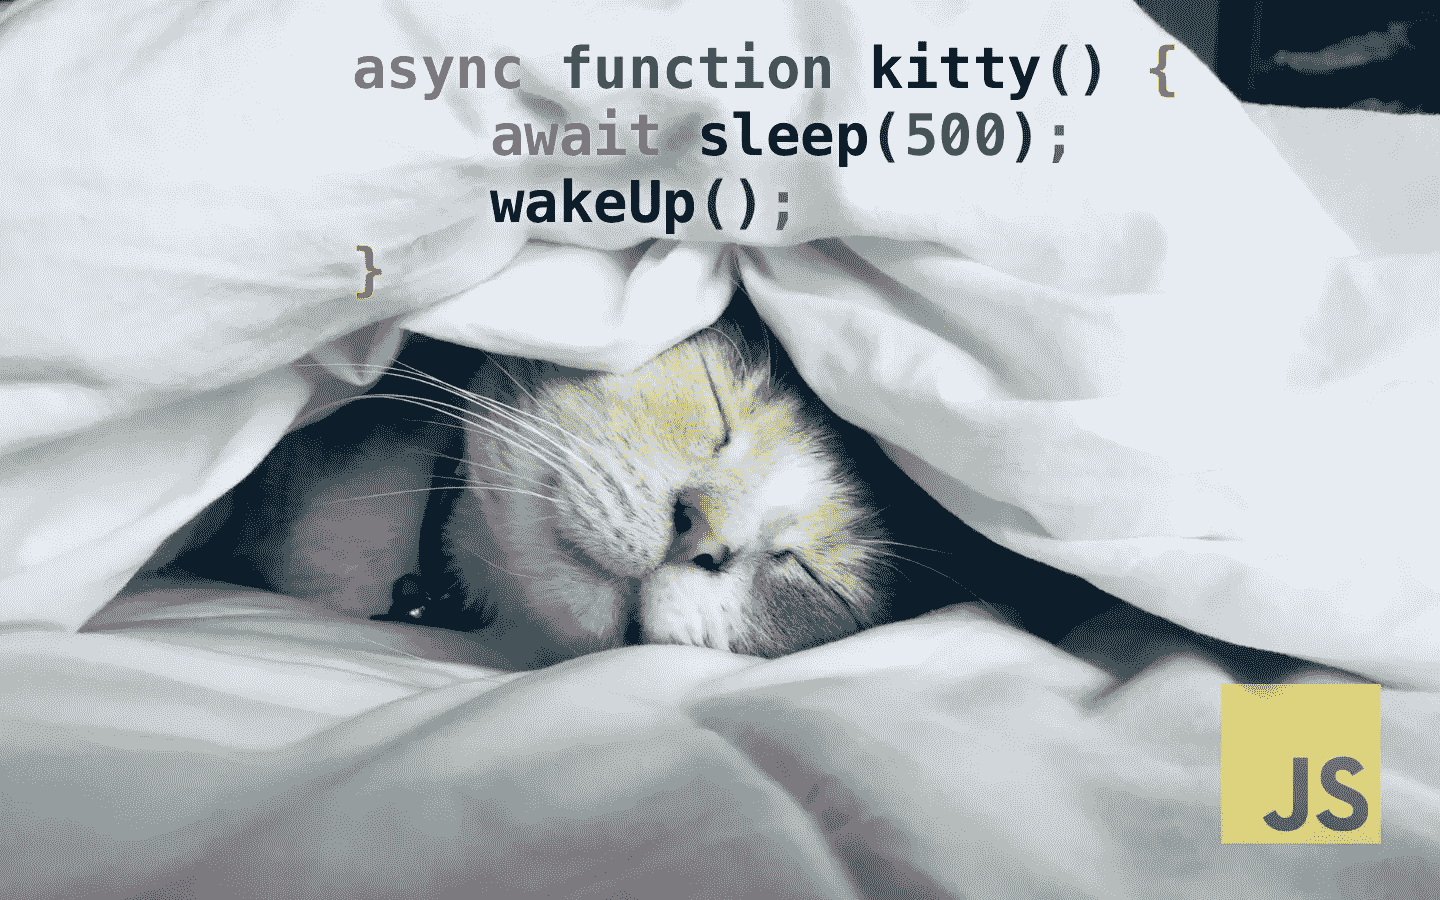 async function kitty() {
    await sleep(500);
    wakeUp();
}
JS